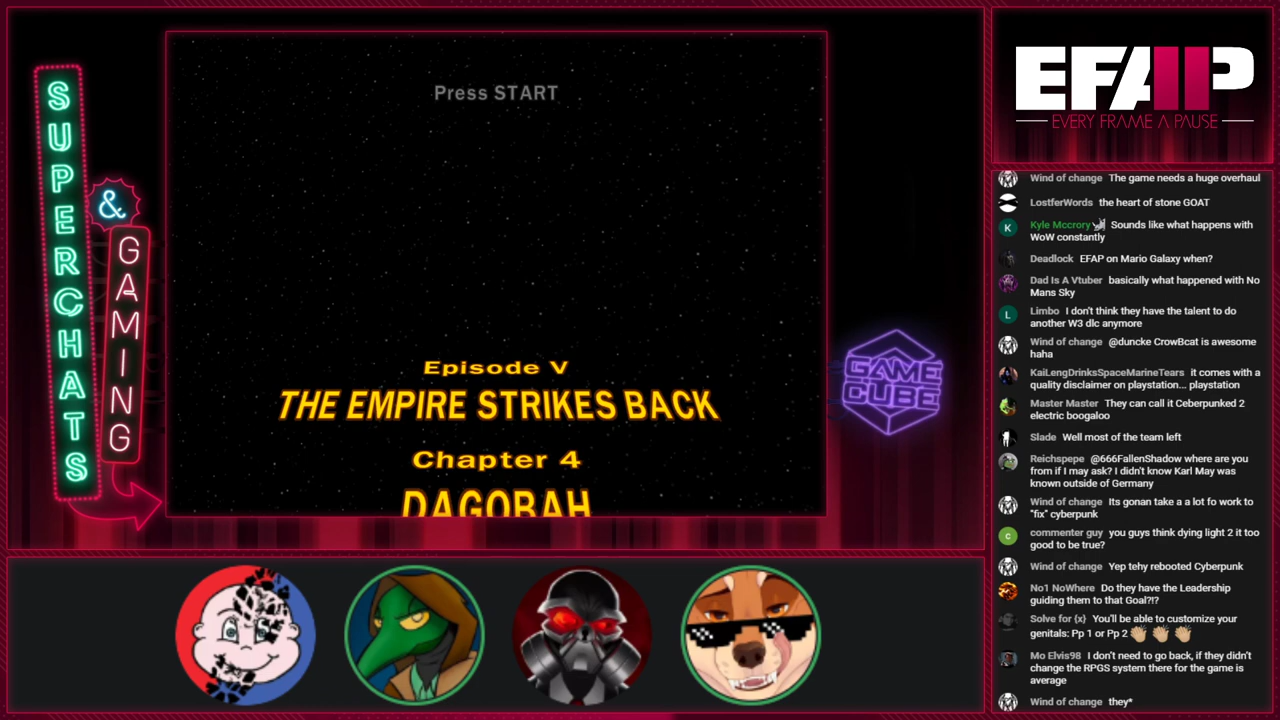 SUPERCHATS
&
GAMING
Press START
Episode V
THE EMPIRE STRIKES BACK
Chapter 4
DAGOBAH
GAME
CUBE
EFAP
EVERY FRAME A PAUSE
Wind of change The game needs a huge overhaul
LostferWords the heart of stone GOAT
K Kyle Mccrory Sounds like what happens with
WoW constantly
Deadlock EFAP on Mario Galaxy when?
Dad Is A Vtuber basically what happened with No
Mans Sky
L Limbo I don't think they have the talent to do
another W3 dlc anymore
Wind of change @duncke CrowBcat is awesome
haha
KaiLengDrinksSpaceMarineTears it comes with a
quality disclaimer on playstation... playstation
Master Master They can call it Ceberpunked 2
electric boogaloo
Slade Well most of the team left
Reichspepe @666FallenShadow where are you
from if I may ask? I didn't know Karl May was
known outside of Germany
Wind of change Its gonan take a a lot fo work to
"fix" cyberpunk
c commenter guy you guys think dying light 2 it too
good to be true?
Wind of change Yep tehy rebooted Cyberpunk
No1 NoWhere Do they have the Leadership
guiding them to that Goal?!?
Solve for {x} You'll be able to customize your
genitals: Pp 1 or Pp 2 👏🏼 👏🏼 👏🏼
Mo Elvis98 I don't need to go back, if they didn't
change the RPGS system there for the game is
average
Wind of change they*